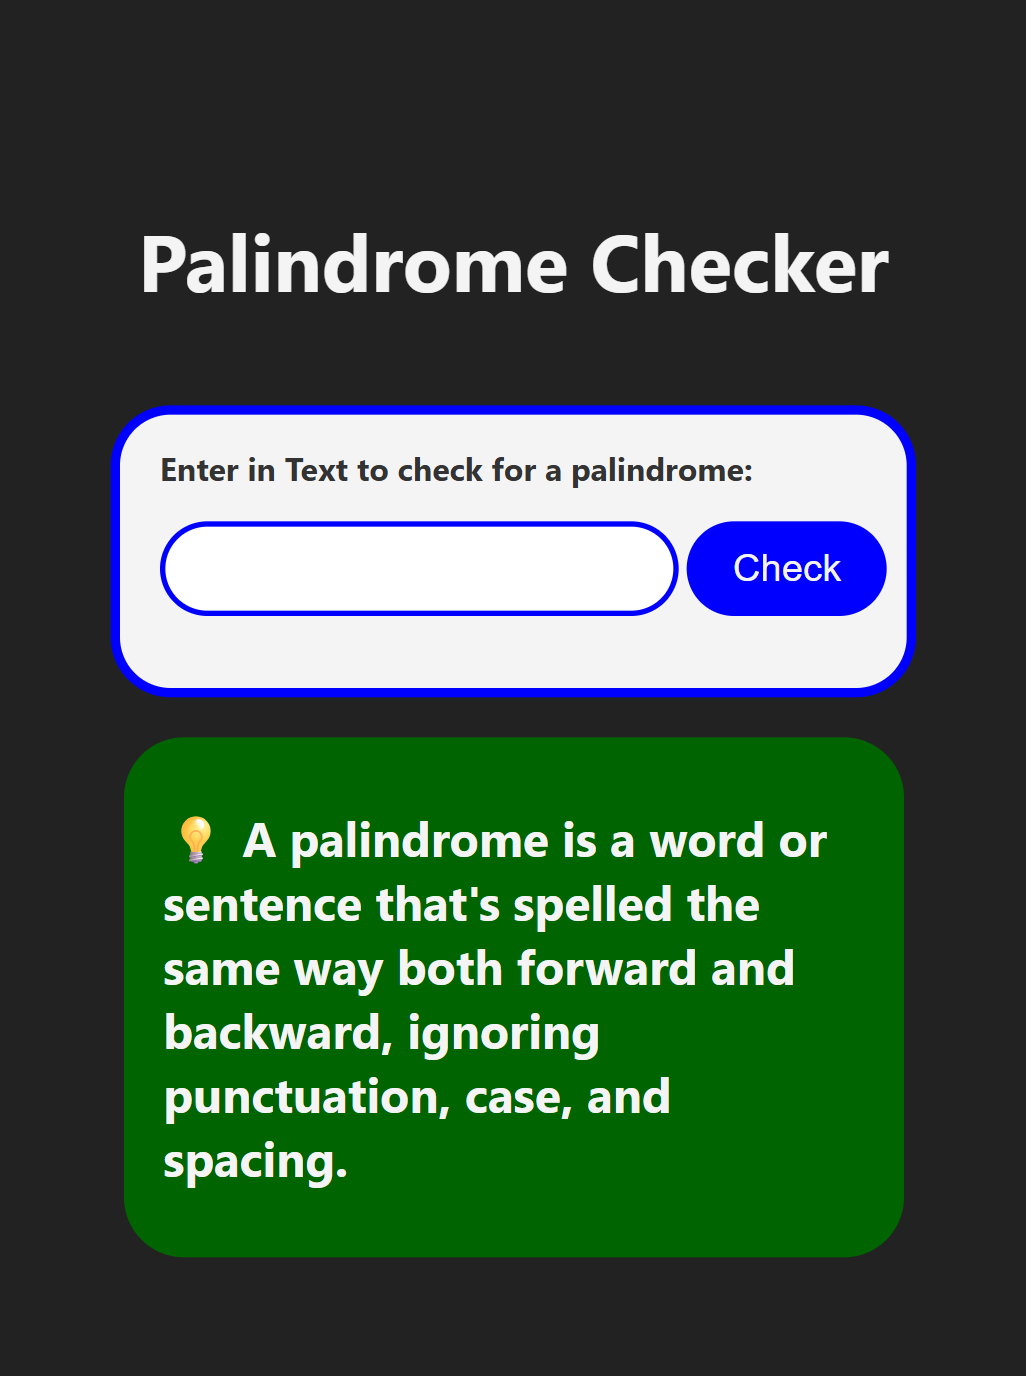 Palindrome Checker
Enter in Text to check for a palindrome:
Check
💡 A palindrome is a word or
sentence that's spelled the
same way both forward and
backward, ignoring
punctuation, case, and
spacing.